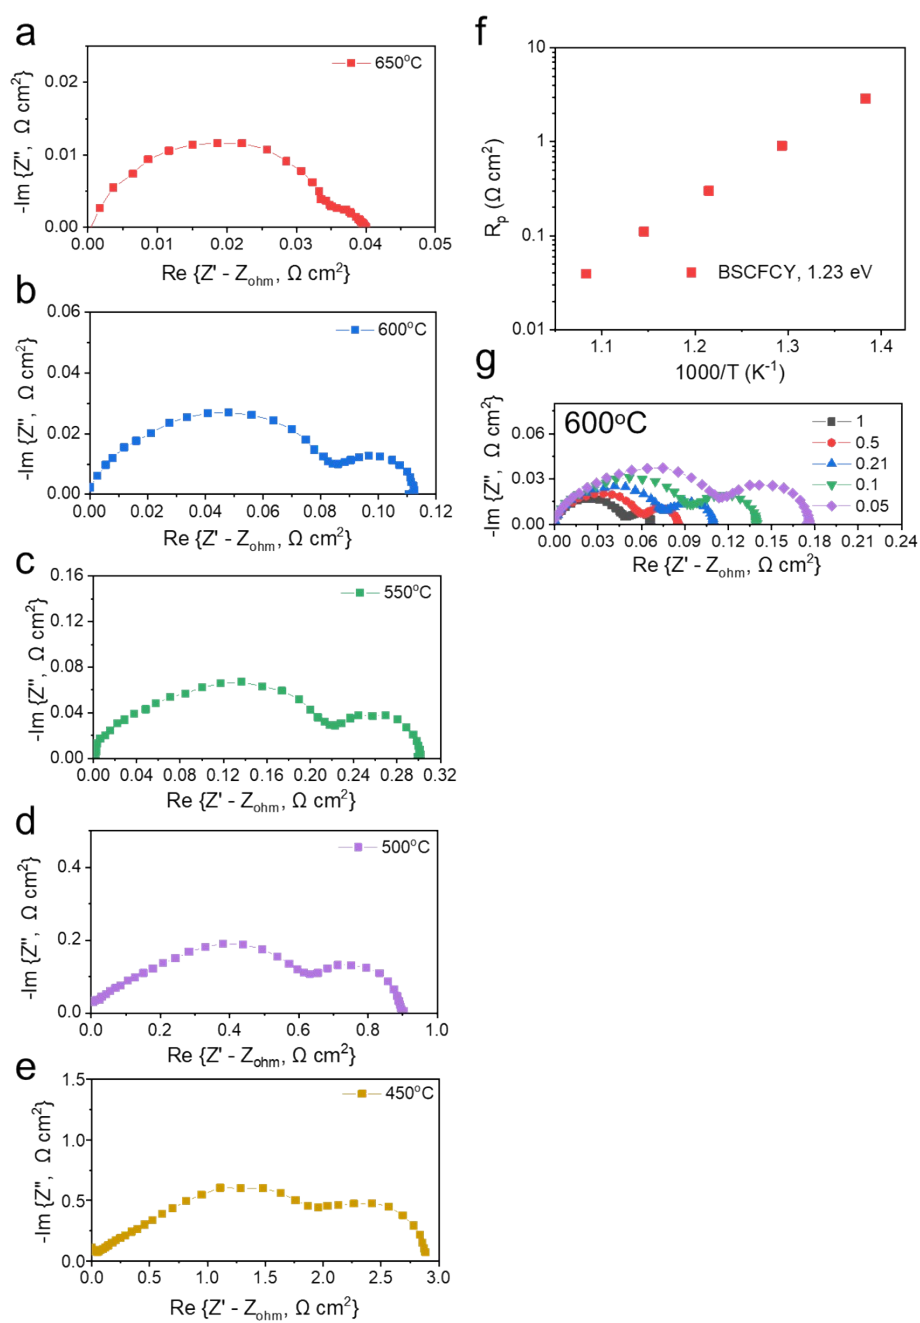 a
650°C
0.02
0.01
0.00
-Im {Z″, Ω cm²}
0.00 0.01 0.02 0.03 0.04 0.05
Re {Z' - Zohm, Ω cm²}
b
600°C
0.06
0.04
0.02
0.00
-Im {Z″, Ω cm²}
0.00 0.02 0.04 0.06 0.08 0.10 0.12
Re {Z' - Zohm, Ω cm²}
c
550°C
0.16
0.12
0.08
0.04
0.00
-Im {Z″, Ω cm²}
0.00 0.04 0.08 0.12 0.16 0.20 0.24 0.28 0.32
Re {Z' - Zohm, Ω cm²}
d
500°C
0.4
0.2
0.0
-Im {Z″, Ω cm²}
0.0 0.2 0.4 0.6 0.8 1.0
Re {Z' - Zohm, Ω cm²}
e
450°C
1.5
1.0
0.5
0.0
-Im {Z″, Ω cm²}
0.0 0.5 1.0 1.5 2.0 2.5 3.0
Re {Z' - Zohm, Ω cm²}
f
10
1
0.1
0.01
Rp (Ω cm²)
BSCFCY, 1.23 eV
1.1 1.2 1.3 1.4
1000/T (K⁻¹)
g
600°C
1
0.5
0.21
0.1
0.05
0.06
0.03
0.00
-Im {Z″, Ω cm²}
0.00 0.03 0.06 0.09 0.12 0.15 0.18 0.21 0.24
Re {Z' - Zohm, Ω cm²}